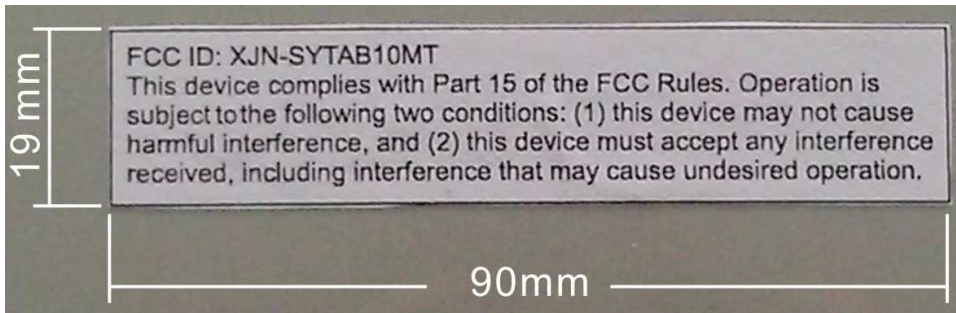 FCC ID: XJN-SYTAB10MT
This device complies with Part 15 of the FCC Rules. Operation is
subject to the following two conditions: (1) this device may not cause
harmful interference, and (2) this device must accept any interference
received, including interference that may cause undesired operation.
19 mm
90mm